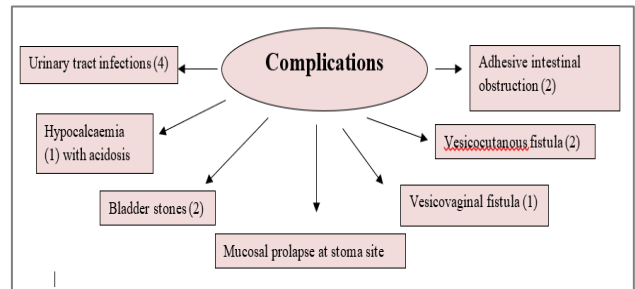 Complications
Urinary tract infections (4)
Adhesive intestinal
obstruction (2)
Hypocalcaemia
(1) with acidosis
Vesicocutanous fistula (2)
Bladder stones (2)
Vesicovaginal fistula (1)
Mucosal prolapse at stoma site